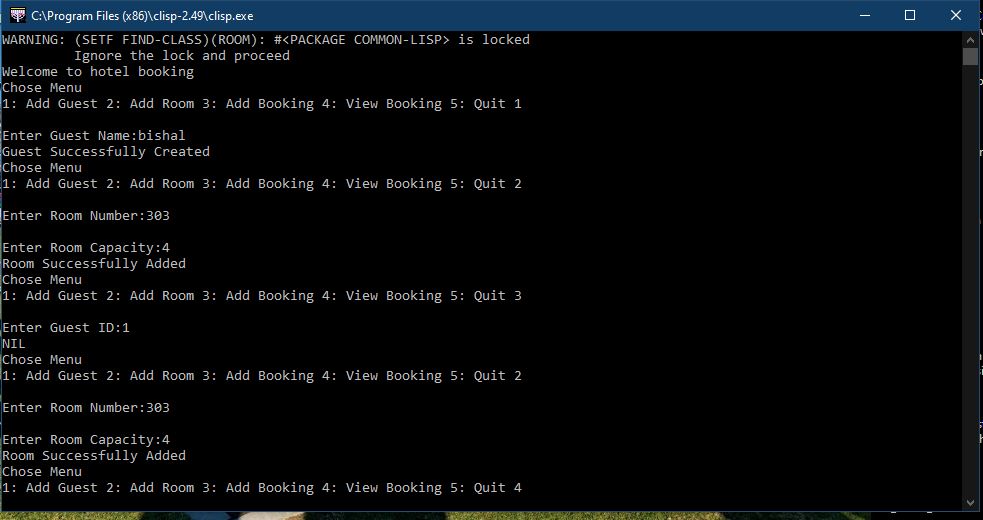 C:\Program Files (x86)\clisp-2.49\clisp.exe
WARNING: (SETF FIND-CLASS)(ROOM): #<PACKAGE COMMON-LISP> is locked
Ignore the lock and proceed
Welcome to hotel booking
Chose Menu
1: Add Guest 2: Add Room 3: Add Booking 4: View Booking 5: Quit 1
Enter Guest Name:bishal
Guest Successfully Created
Chose Menu
1: Add Guest 2: Add Room 3: Add Booking 4: View Booking 5: Quit 2
Enter Room Number:303
Enter Room Capacity:4
Room Successfully Added
Chose Menu
1: Add Guest 2: Add Room 3: Add Booking 4: View Booking 5: Quit 3
Enter Guest ID:1
NIL
Chose Menu
1: Add Guest 2: Add Room 3: Add Booking 4: View Booking 5: Quit 2
Enter Room Number:303
Enter Room Capacity:4
Room Successfully Added
Chose Menu
1: Add Guest 2: Add Room 3: Add Booking 4: View Booking 5: Quit 4